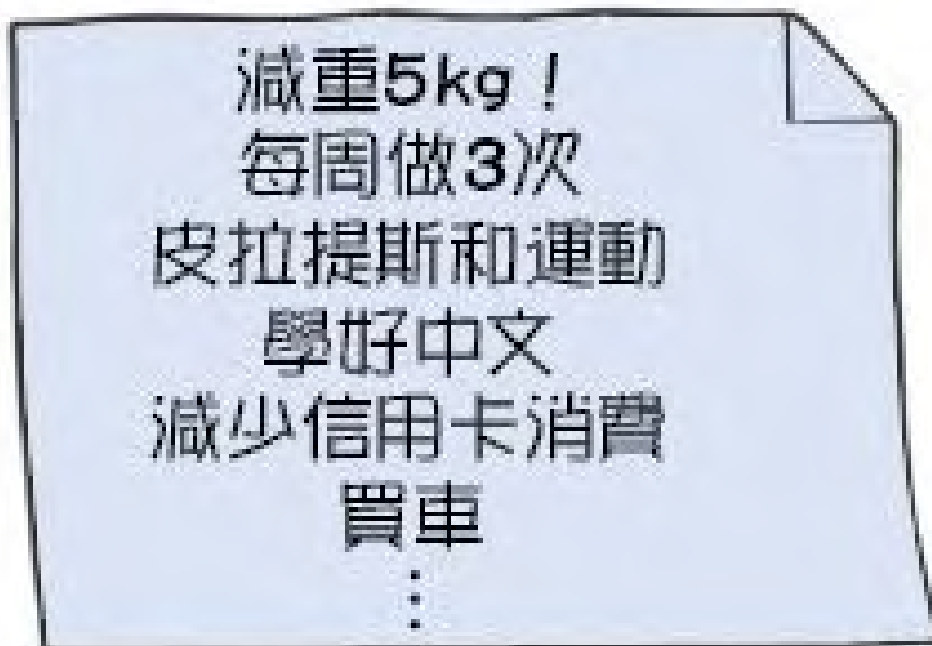 減重5kg！
每周做3次
皮拉提斯和運動
學好中文
減少信用卡消費
買車
⋮